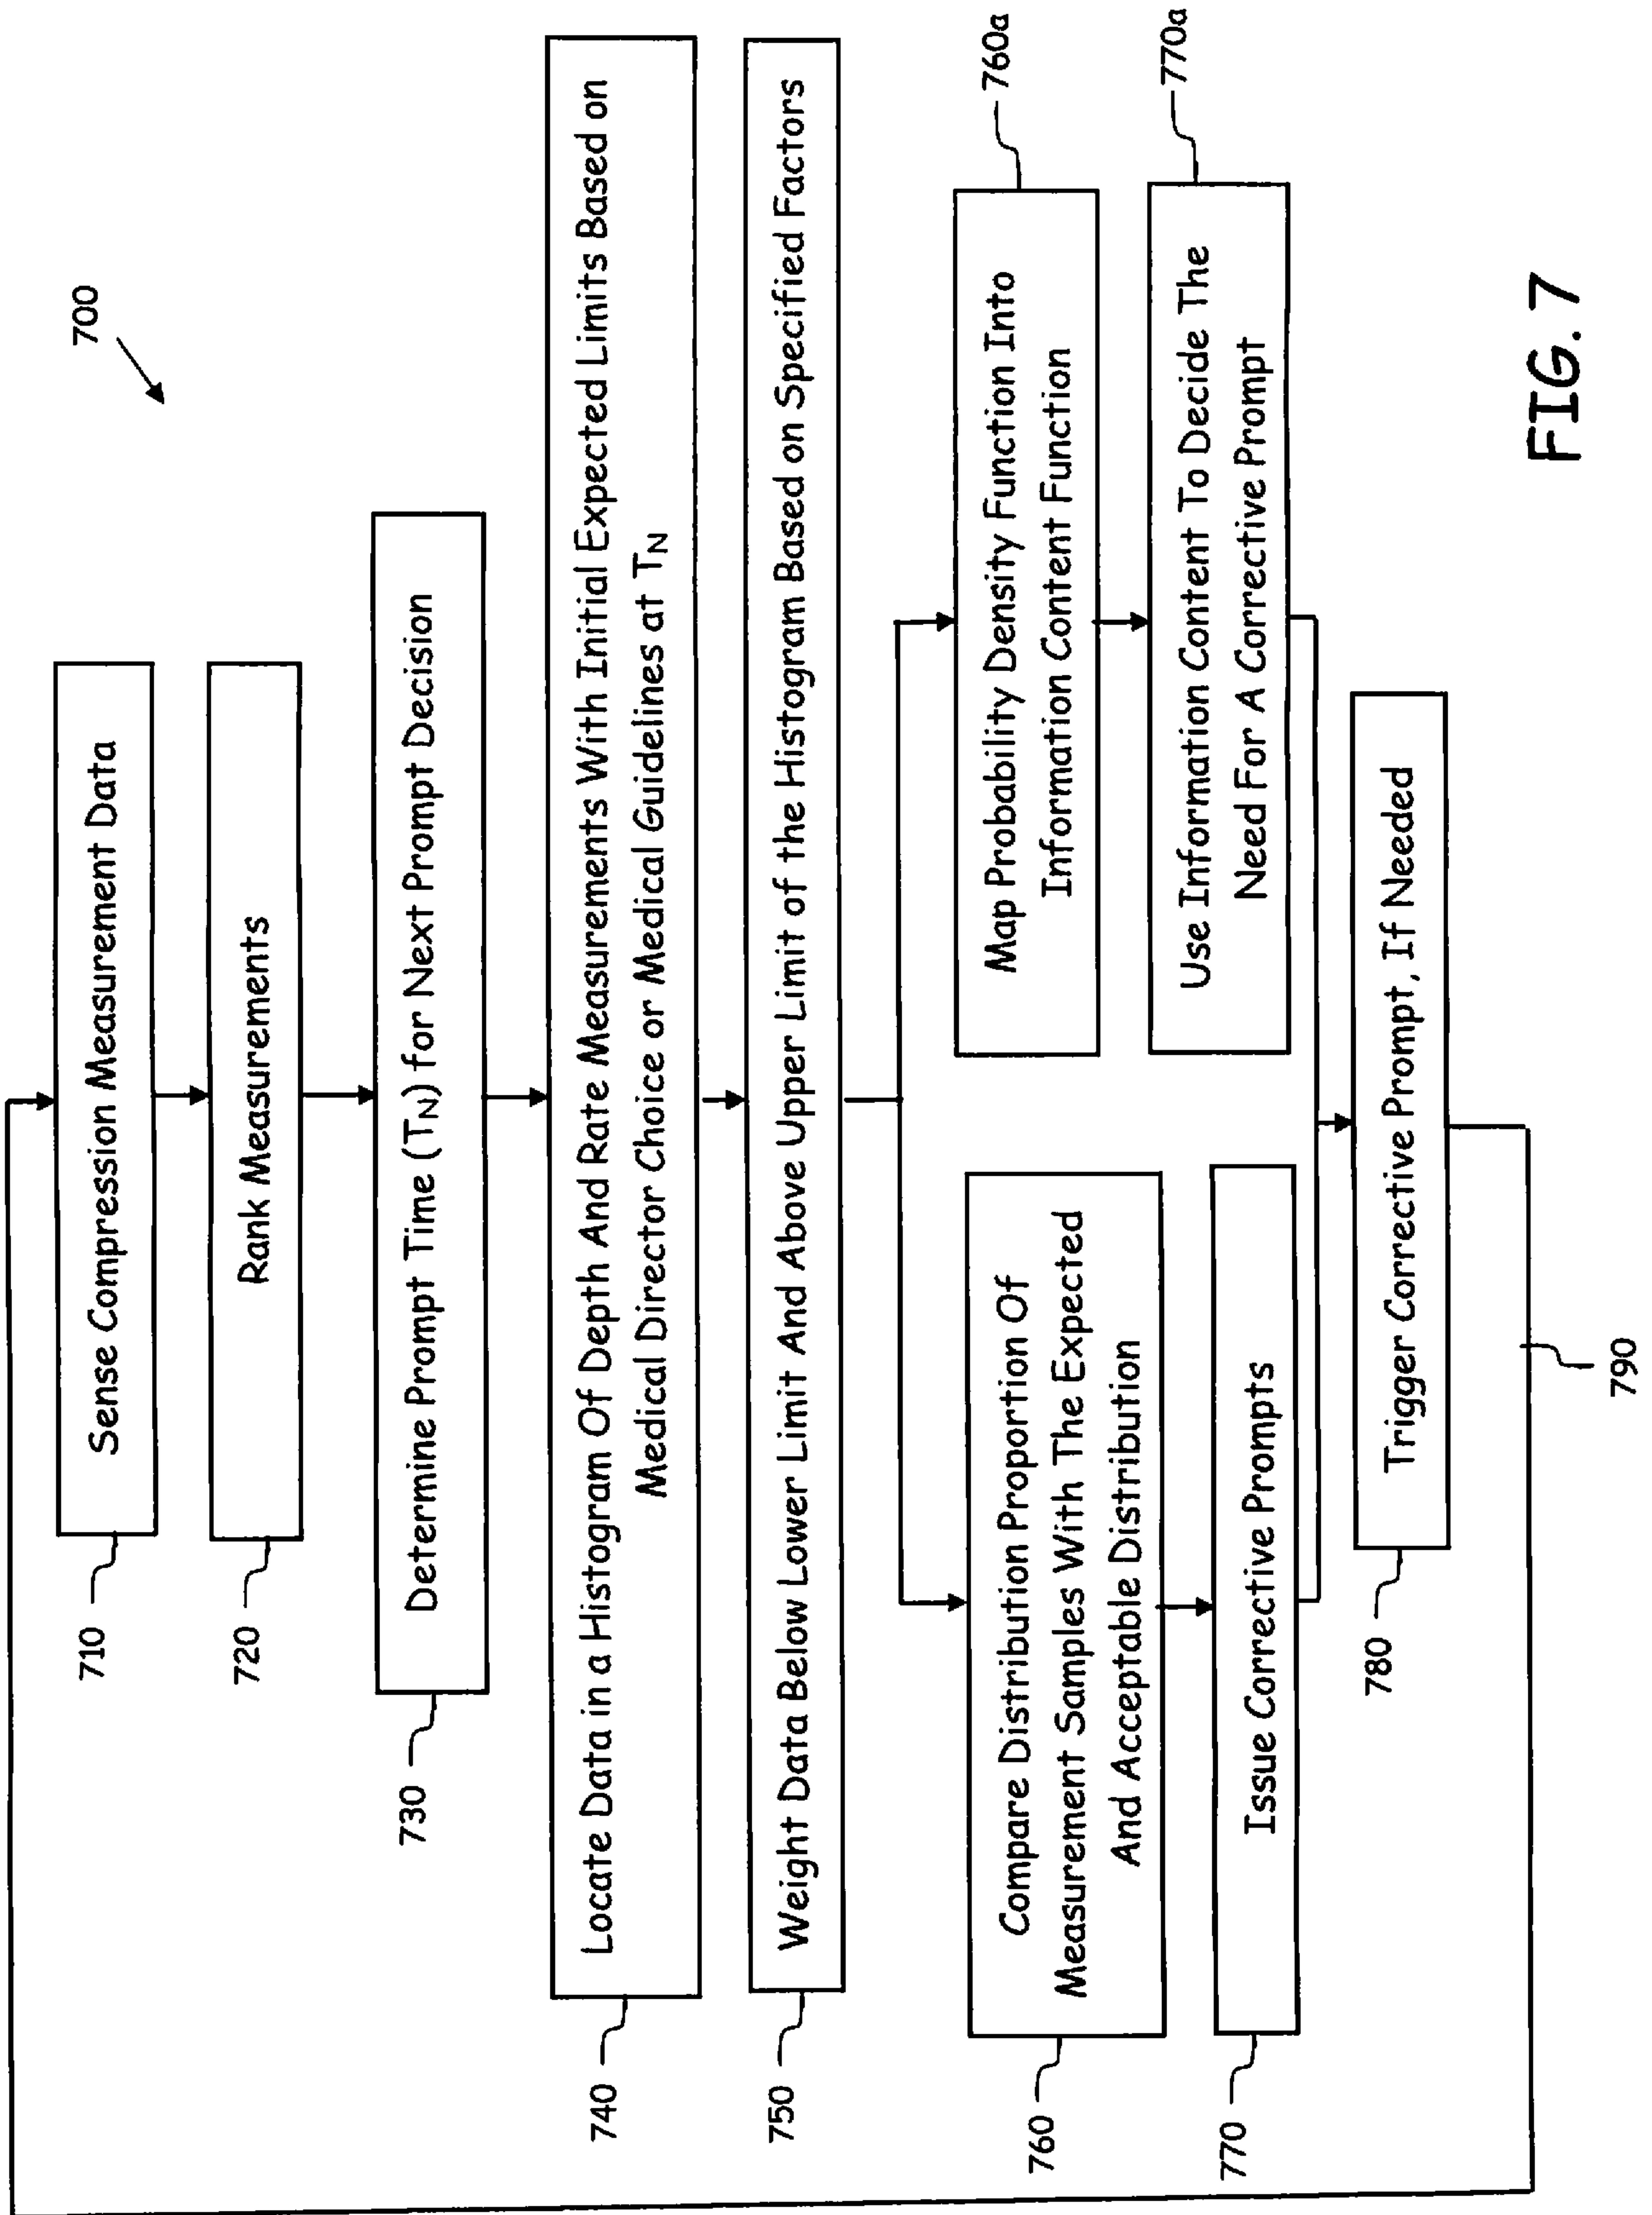 700
Sense Compression Measurement Data
710
Rank Measurements
720
Determine Prompt Time (TN) for Next Prompt Decision
730
Locate Data in a Histogram Of Depth And Rate Measurements With Initial Expected Limits Based on
Medical Director Choice or Medical Guidelines at TN
740
Weight Data Below Lower Limit And Above Upper Limit of the Histogram Based on Specified Factors
750
Compare Distribution Proportion Of
Measurement Samples With The Expected
And Acceptable Distribution
760
Map Probability Density Function Into
Information Content Function
760a
Issue Corrective Prompts
770
Use Information Content To Decide The
Need For A Corrective Prompt
770a
Trigger Corrective Prompt, If Needed
780
790
FIG. 7